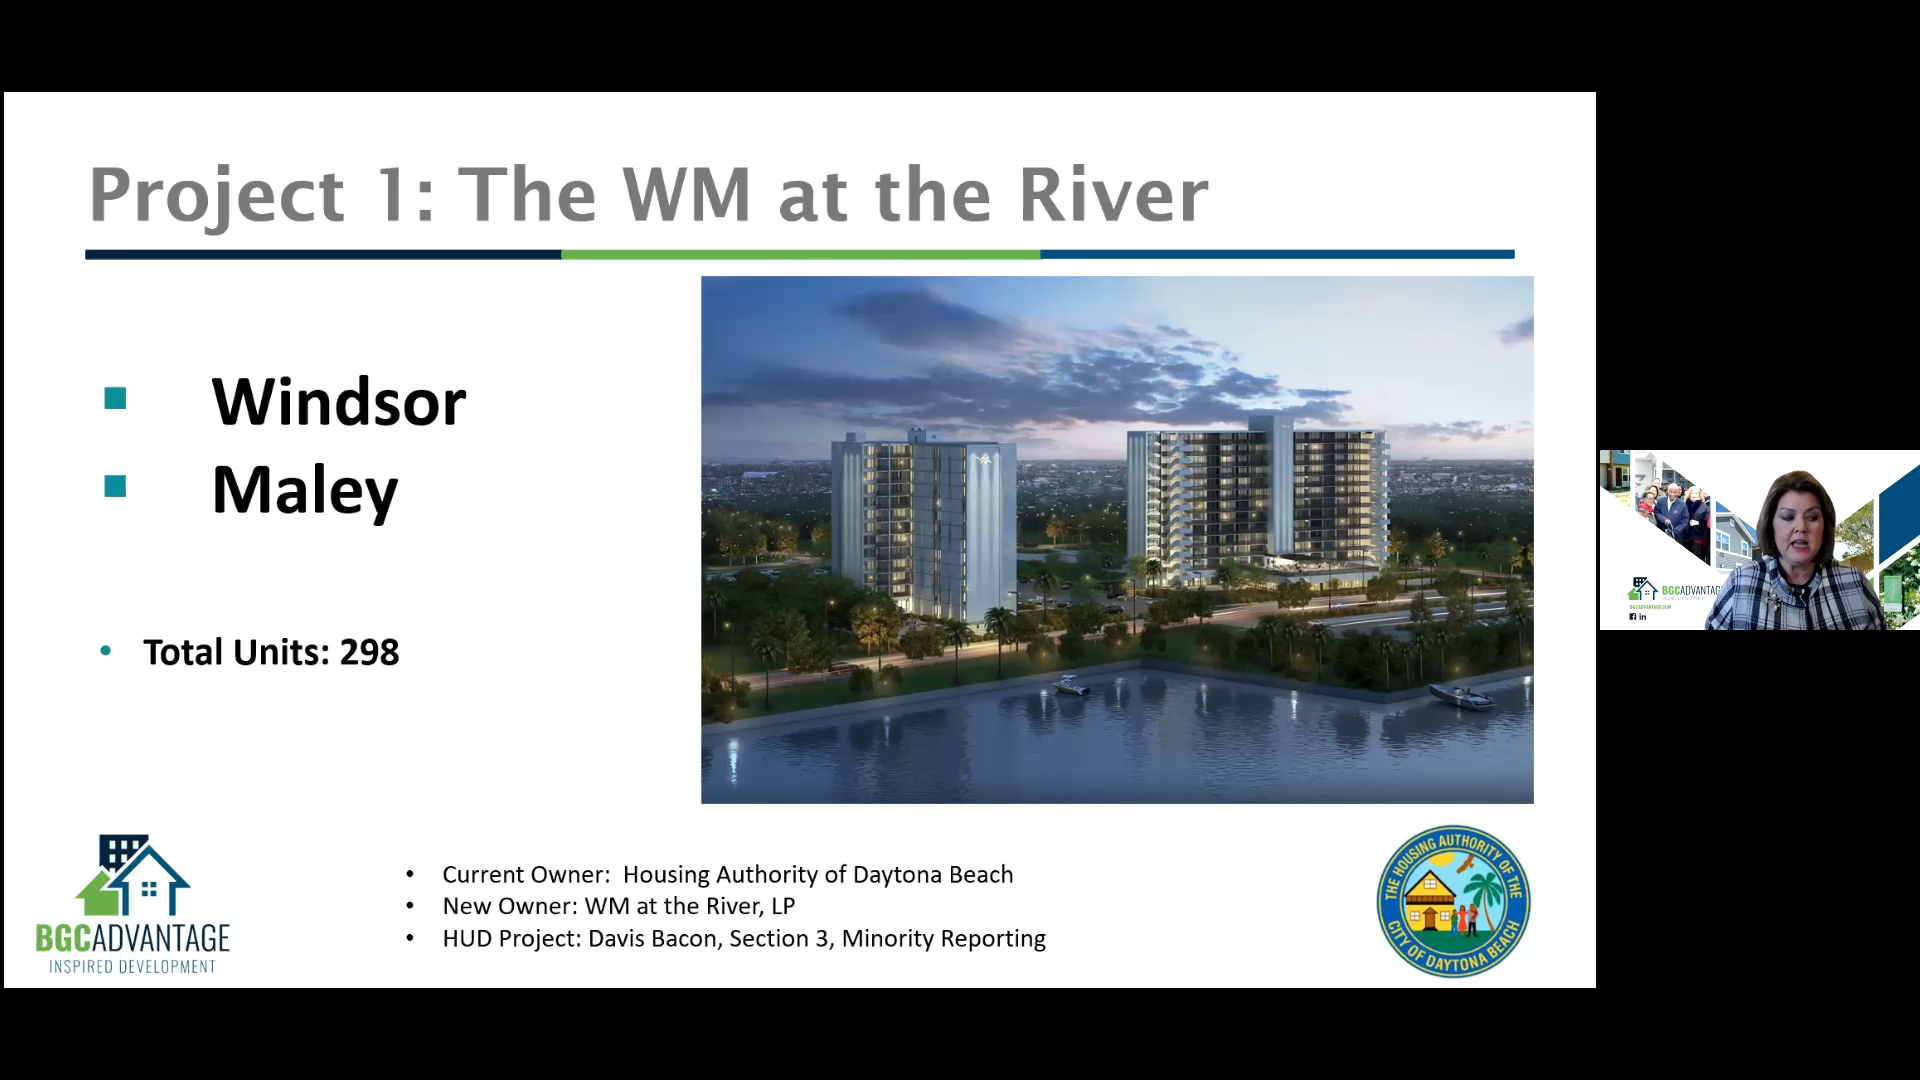 Project 1: The WM at the River
▪ Windsor
▪ Maley
• Total Units: 298
• Current Owner: Housing Authority of Daytona Beach
• New Owner: WM at the River, LP
• HUD Project: Davis Bacon, Section 3, Minority Reporting
BGCADVANTAGE
INSPIRED DEVELOPMENT
THE HOUSING AUTHORITY OF THE
CITY OF DAYTONA BEACH
BGCADVANTAG
BGCADVANTAGE.COM